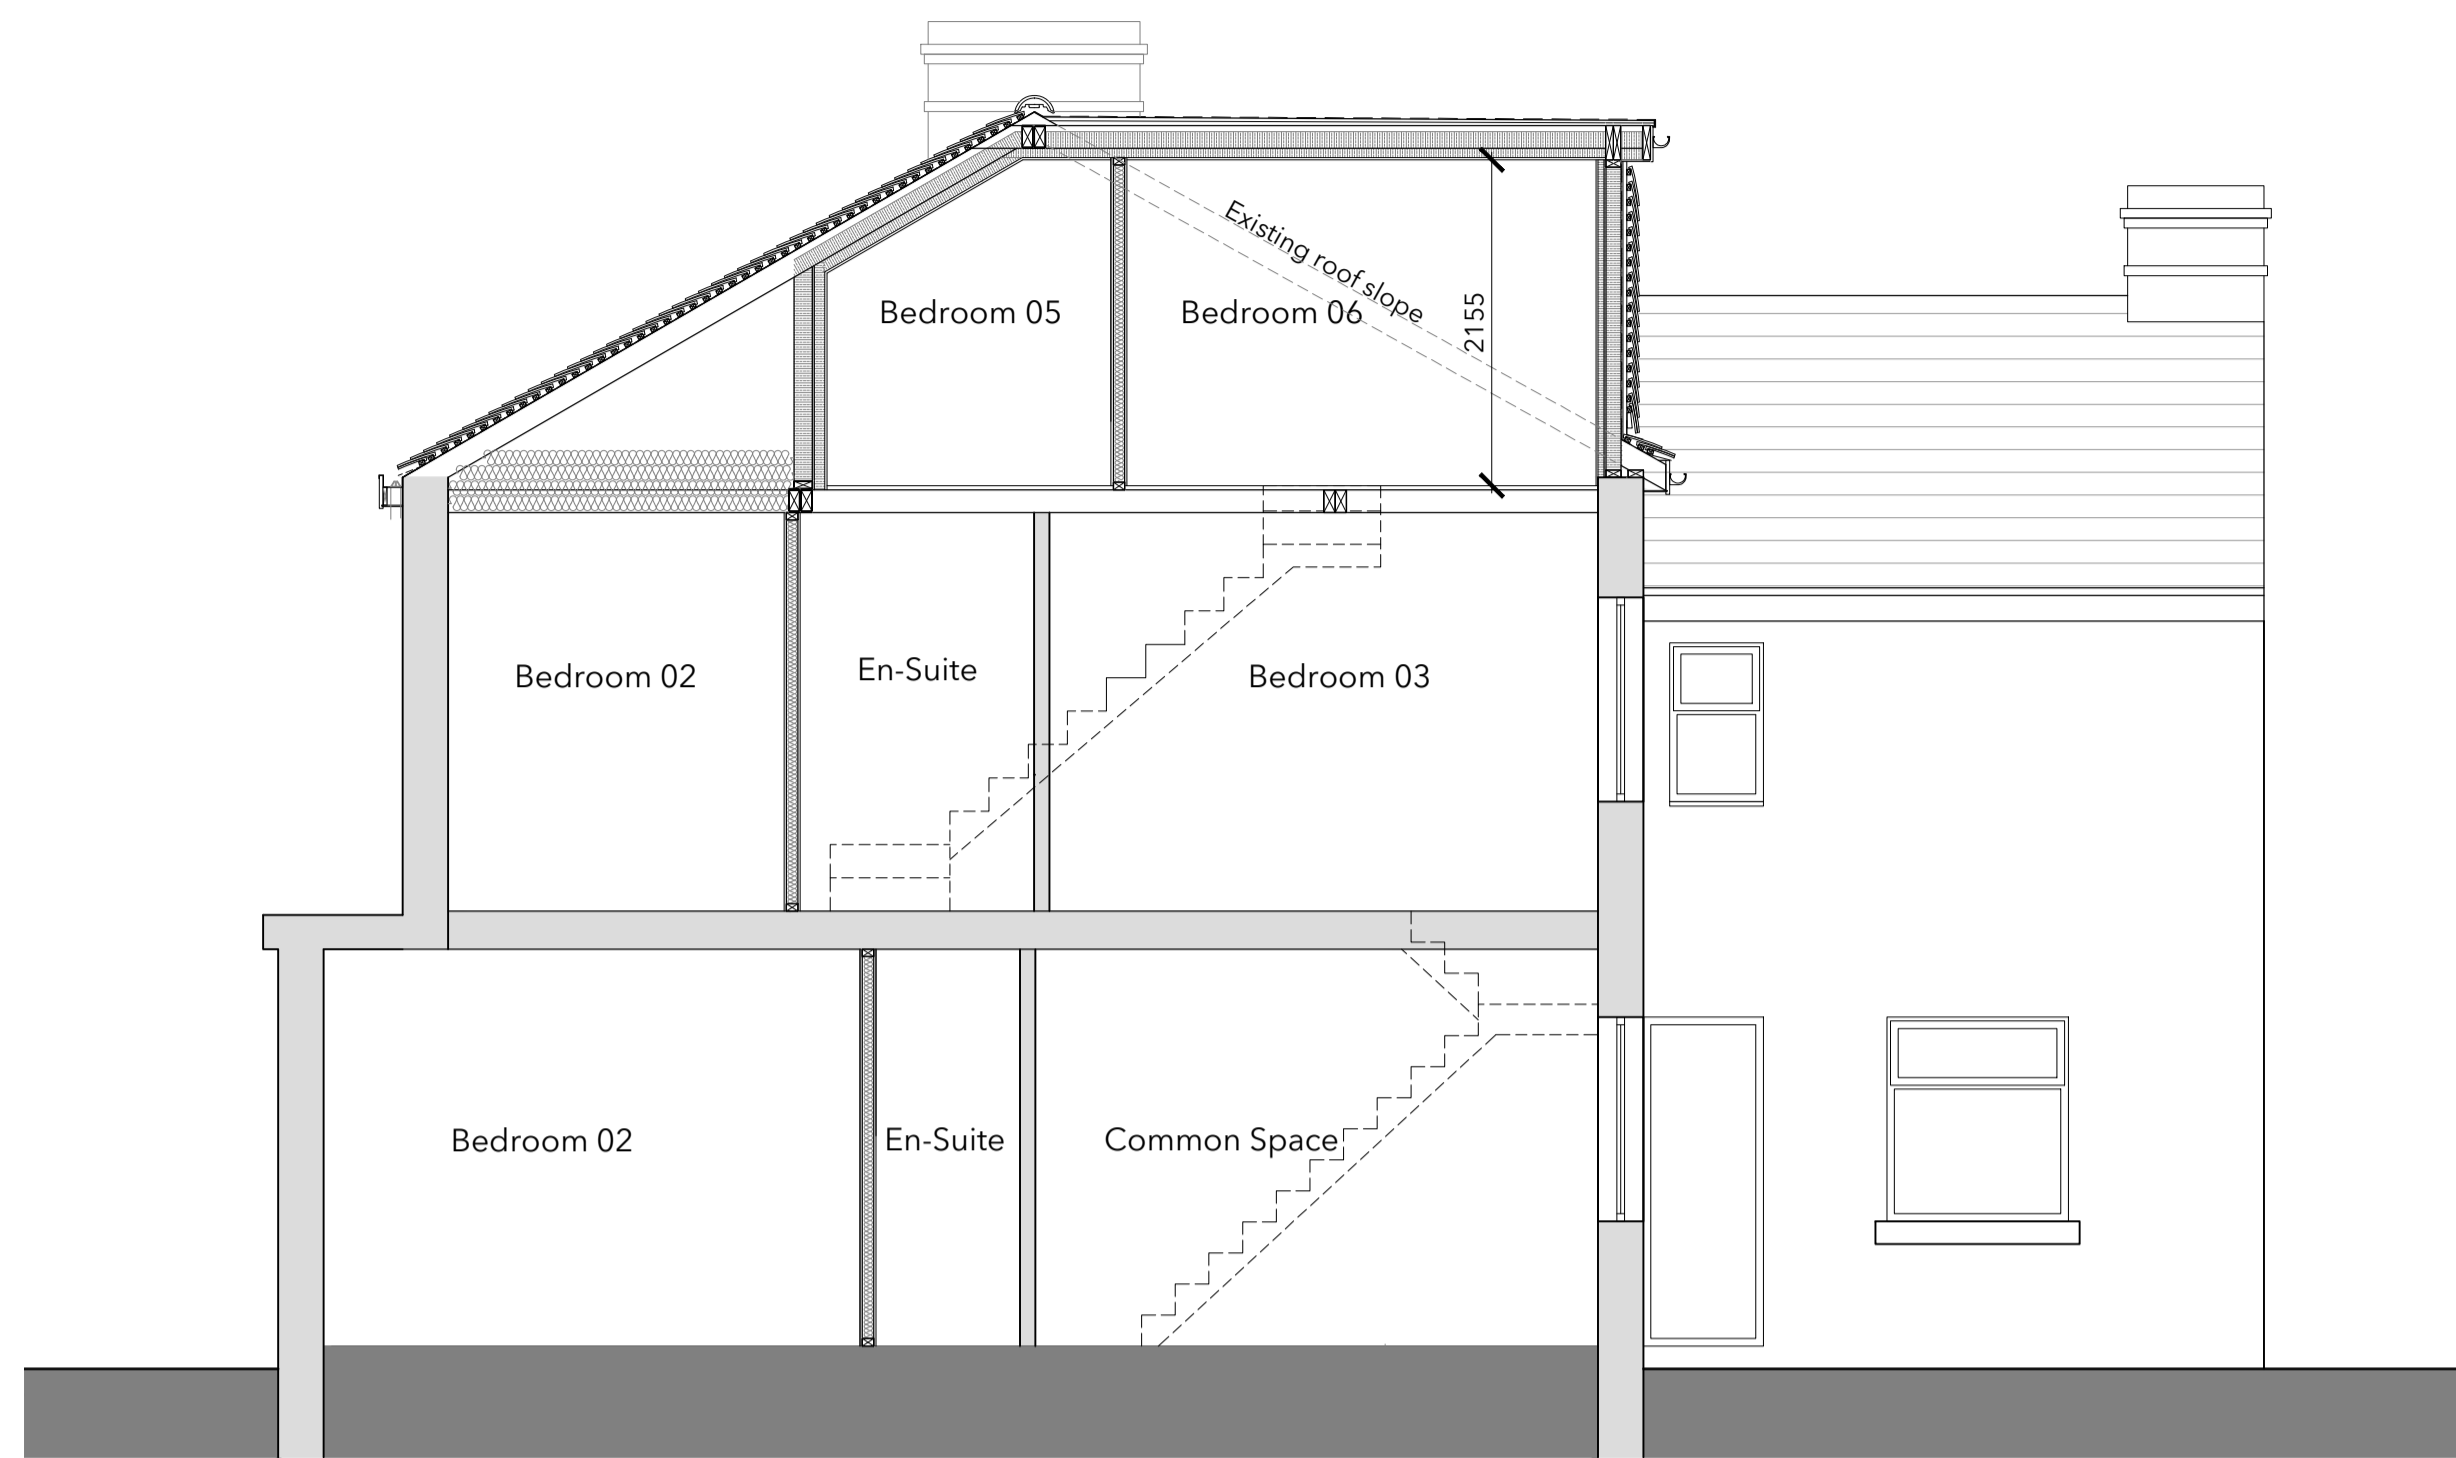 Existing roof slope
Bedroom 05
Bedroom 06
2155
Bedroom 02
En-Suite
Bedroom 03
Bedroom 02
En-Suite
Common Space